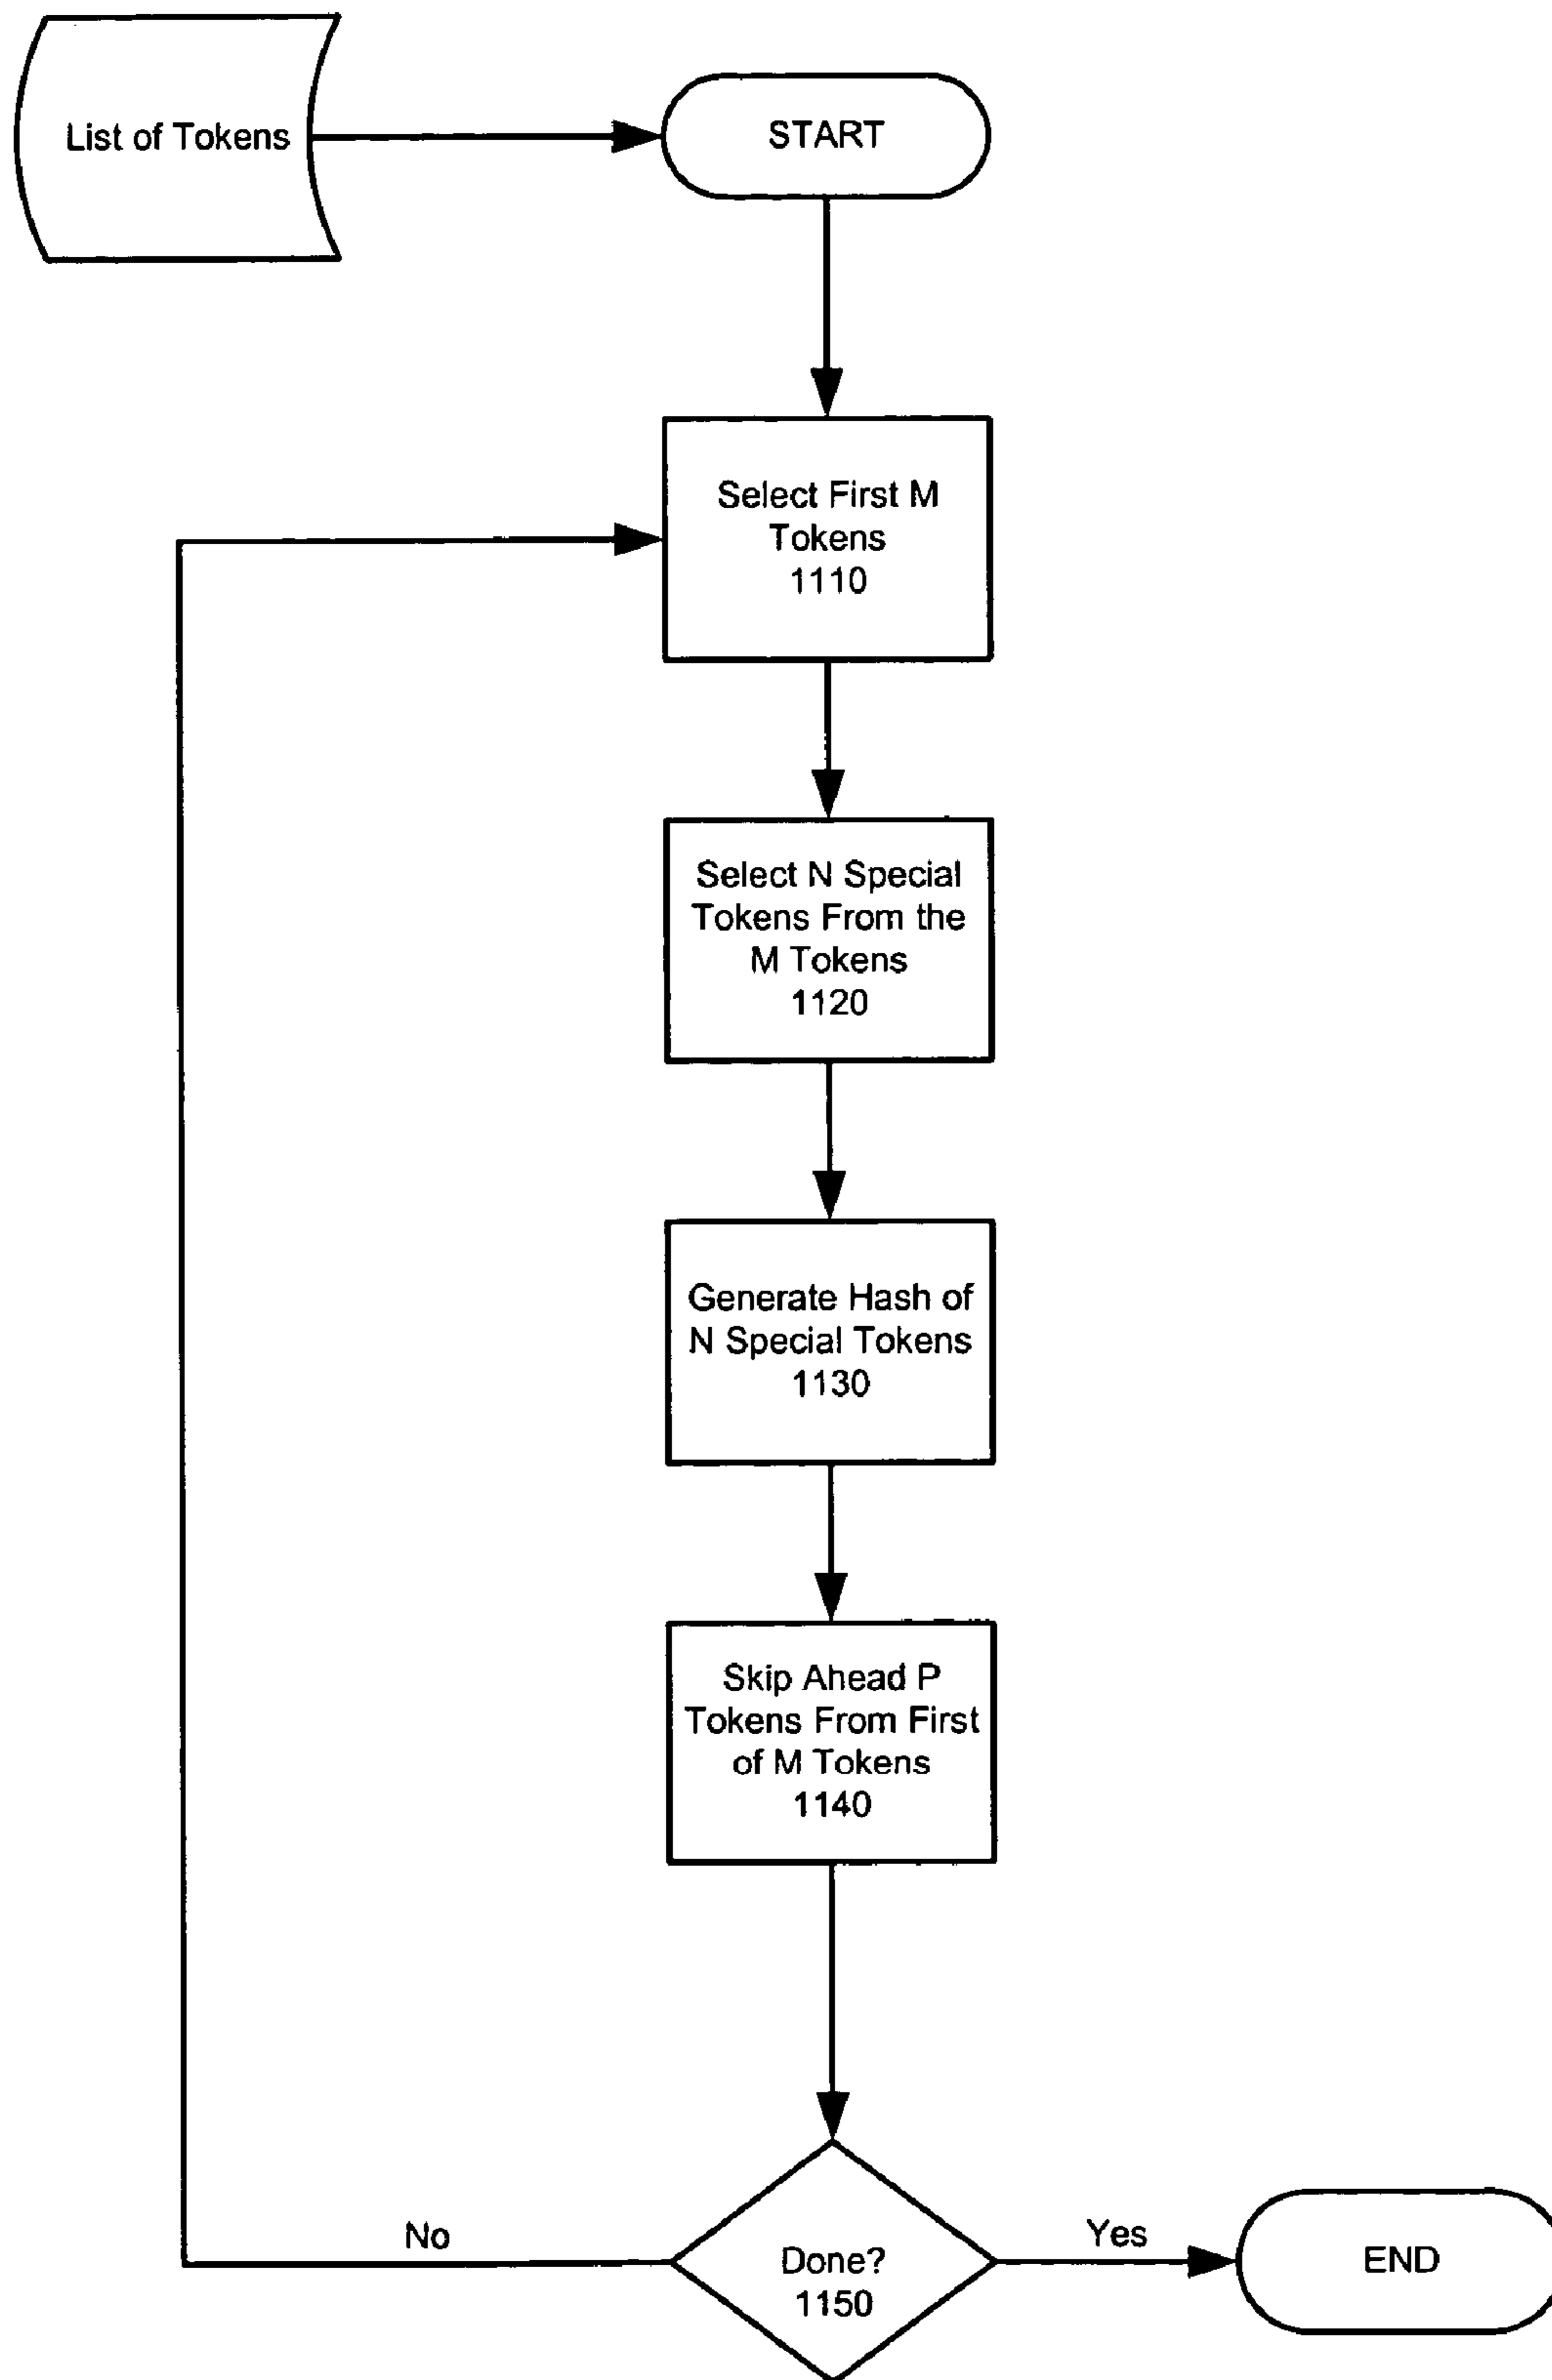 List of Tokens
START
Select First M
Tokens
1110
Select N Special
Tokens From the
M Tokens
1120
Generate Hash of
N Special Tokens
1130
Skip Ahead P
Tokens From First
of M Tokens
1140
No
Done?
1150
Yes
END